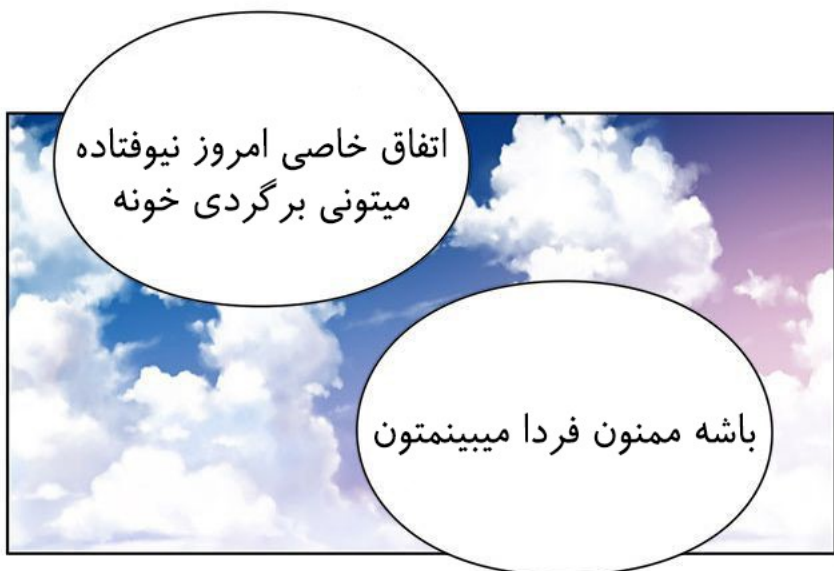 اتفاق خاصی امروز نیوفتاده
میتونی برگردی خونه
باشه ممنون فردا میبینمتون